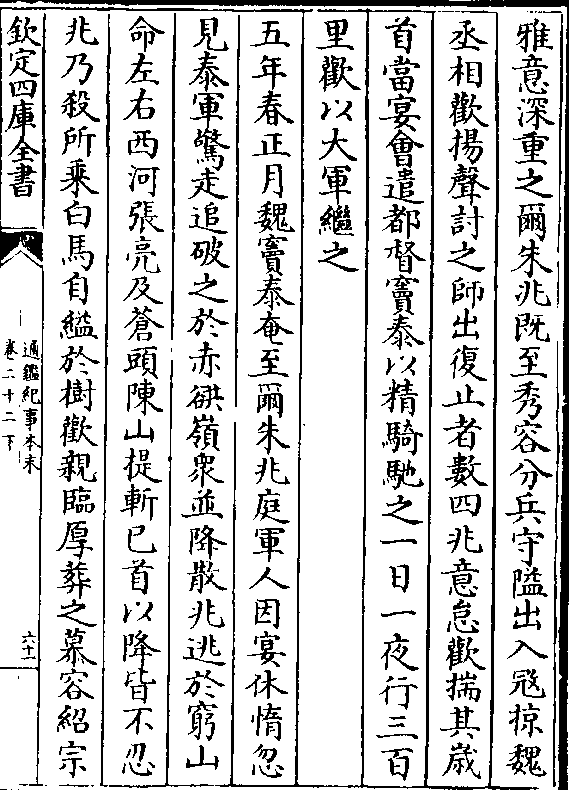 雅意深重之爾朱兆既至秀容分兵守隘出入㓂掠魏
丞相歡揚聲討之師出復止者數四兆意怠歡揣其歳
首當宴會遣都督竇泰以精騎馳之一日一夜行三百
里歡以大軍繼之
五年春正月魏竇泰奄至爾朱兆庭軍人因宴休惰忽
見泰軍驚走追破之於赤䃘嶺衆並降散兆逃於窮山
命左右西河張亮及蒼頭陳山提斬已首以降皆不忍
兆乃殺所乘白馬自縊於樹歡親臨厚葬之慕容紹宗
欽定四庫全書
通鑑紀事本末
卷二十二下
六十一